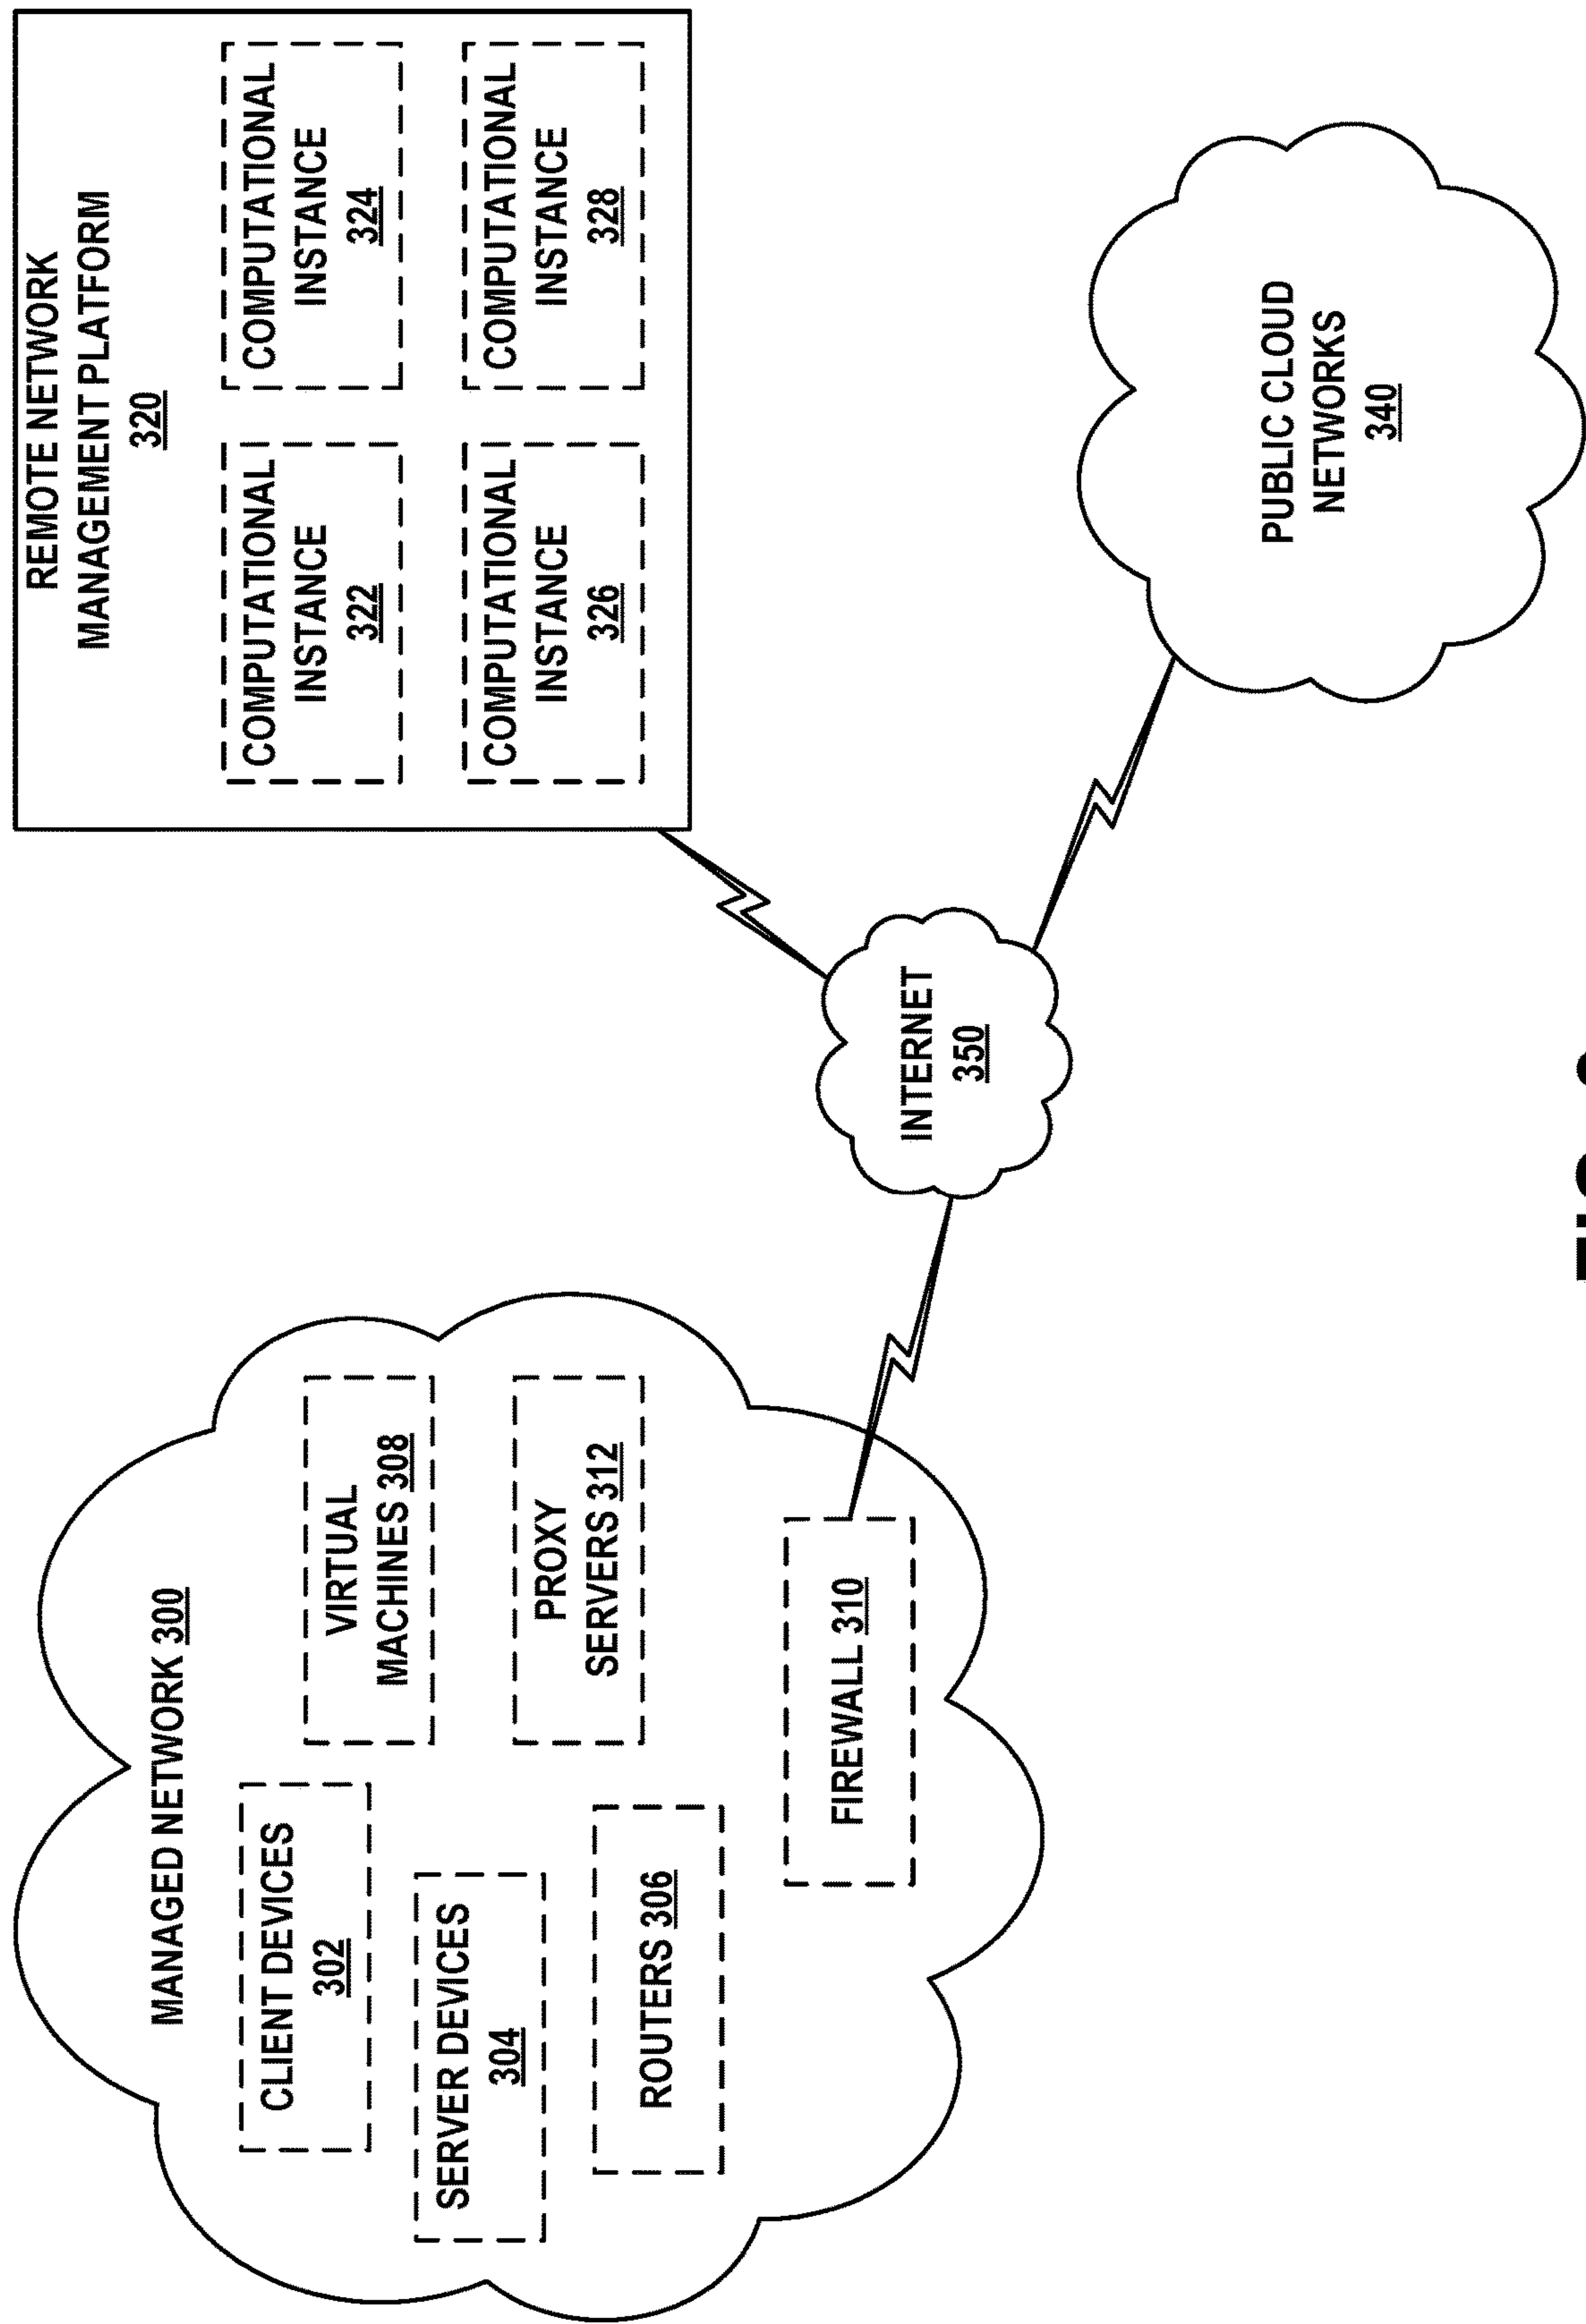 MANAGED NETWORK 300
CLIENT DEVICES
302
SERVER DEVICES
304
ROUTERS 306
VIRTUAL
MACHINES 308
PROXY
SERVERS 312
FIREWALL 310
INTERNET
350
REMOTE NETWORK
MANAGEMENT PLATFORM
320
COMPUTATIONAL
INSTANCE
322
COMPUTATIONAL
INSTANCE
324
COMPUTATIONAL
INSTANCE
326
COMPUTATIONAL
INSTANCE
328
PUBLIC CLOUD
NETWORKS
340